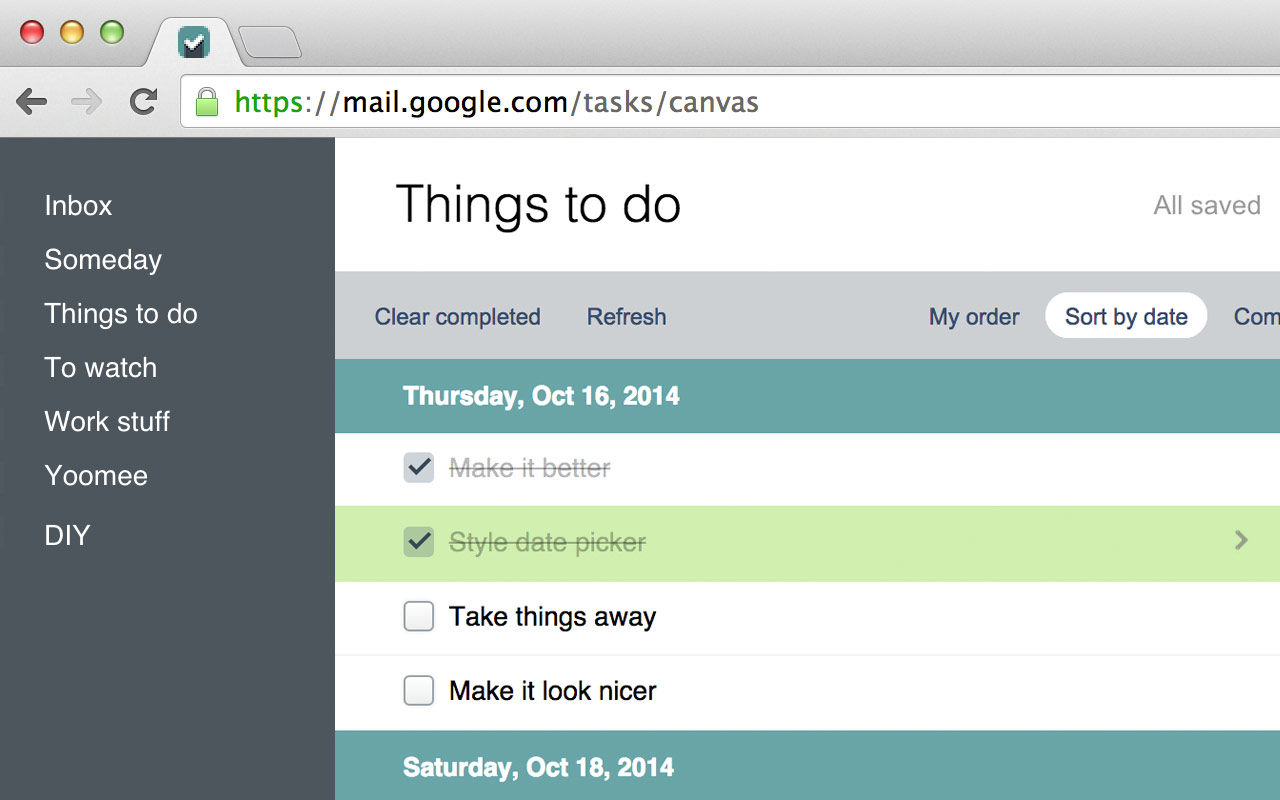 https://mail.google.com/tasks/canvas
Inbox
Someday
Things to do
To watch
Work stuff
Yoomee
DIY
Things to do
All saved
Clear completed
Refresh
My order
Sort by date
Com
Thursday, Oct 16, 2014
Make it better
Style date picker
Take things away
Make it look nicer
Saturday, Oct 18, 2014